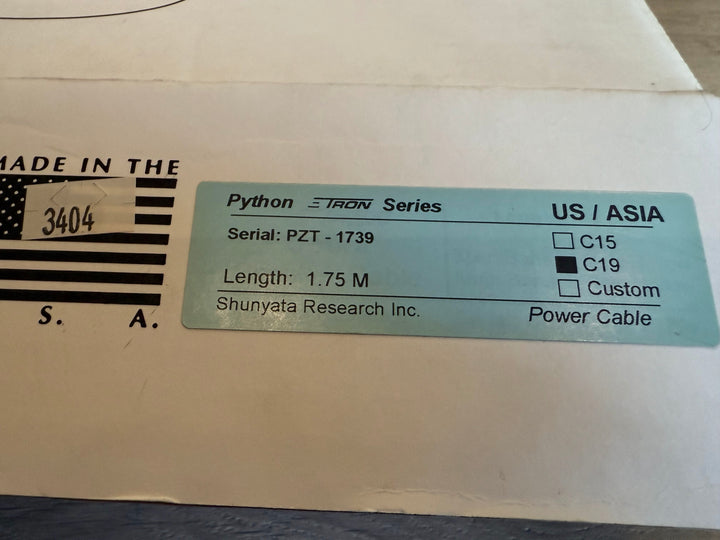 MADE IN THE
3404
S. A.
Python ZTRON Series
US / ASIA
Serial: PZT - 1739
C15
C19
Length: 1.75 M
Custom
Shunyata Research Inc.
Power Cable